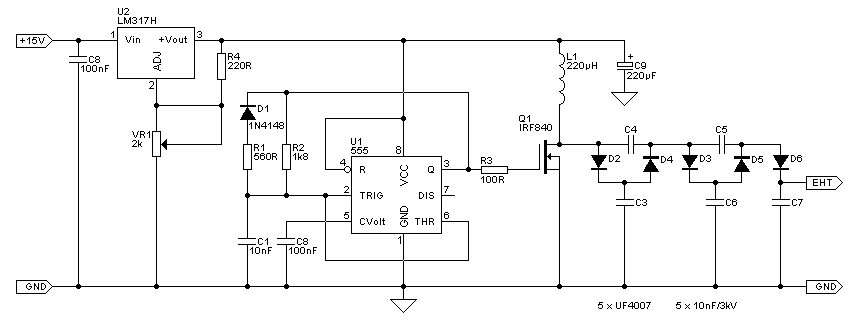 U2
LM317H
+15V
1
Vin
+Vout
3
ADJ
2
C8
100nF
R4
220R
VR1
2k
L1
220µH
+
C9
220µF
D1
1N4148
R1
560R
R2
1k8
U1
555
4
R
8
VCC
Q
3
2
TRIG
DIS
7
5
CVolt
GND
THR
6
1
C1
10nF
C8
100nF
R3
100R
Q1
IRF840
C4
C5
D2
D4
D3
D5
D6
EHT
C3
C6
C7
GND
GND
5 x UF4007
5 x 10nF/3kV